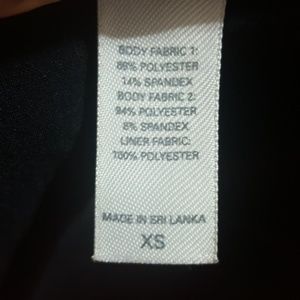 BODY FABRIC 1:
86% POLYESTER
14% SPANDEX
BODY FABRIC 2:
94% POLYESTER
6% SPANDEX
LINER FABRIC:
100% POLYESTER
MADE IN SRI LANKA
XS